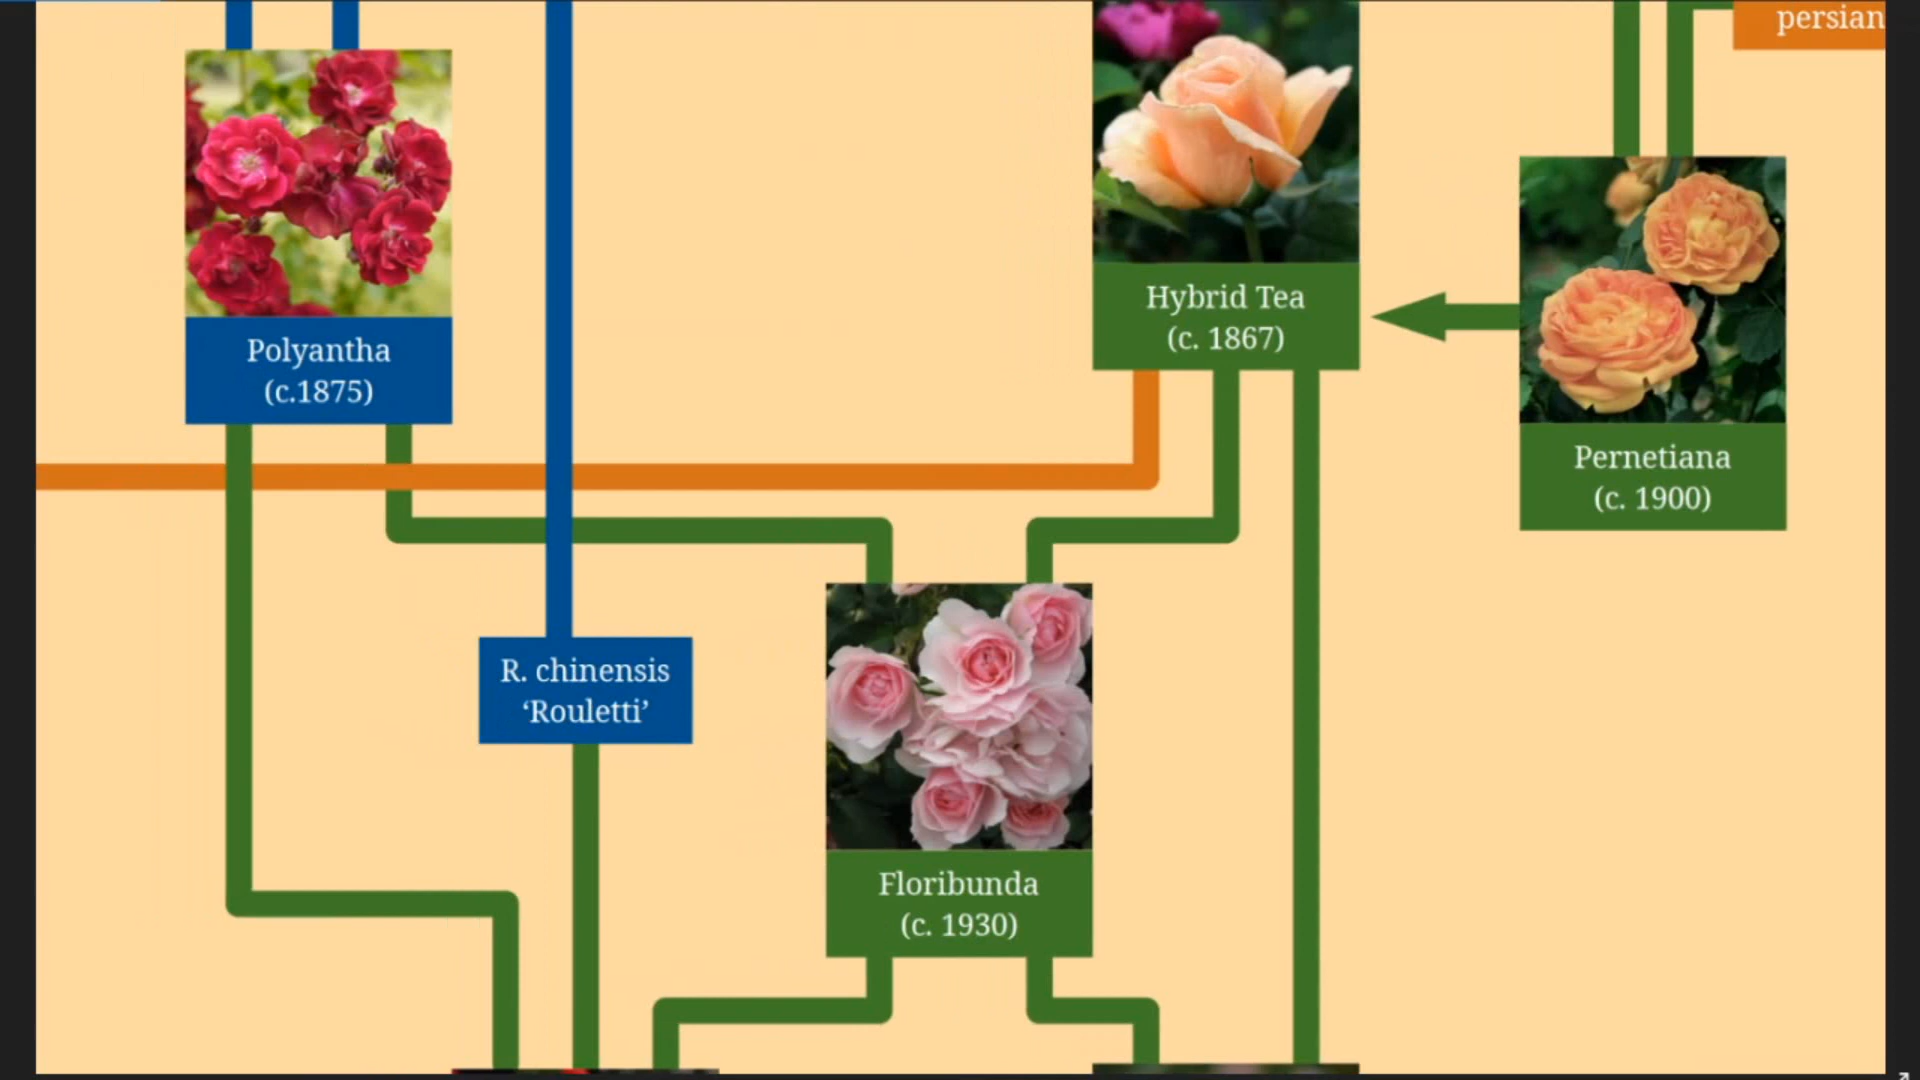 persian
Hybrid Tea
(c. 1867)
Polyantha
(c.1875)
Pernetiana
(c. 1900)
R. chinensis
‘Rouletti’
Floribunda
(c. 1930)